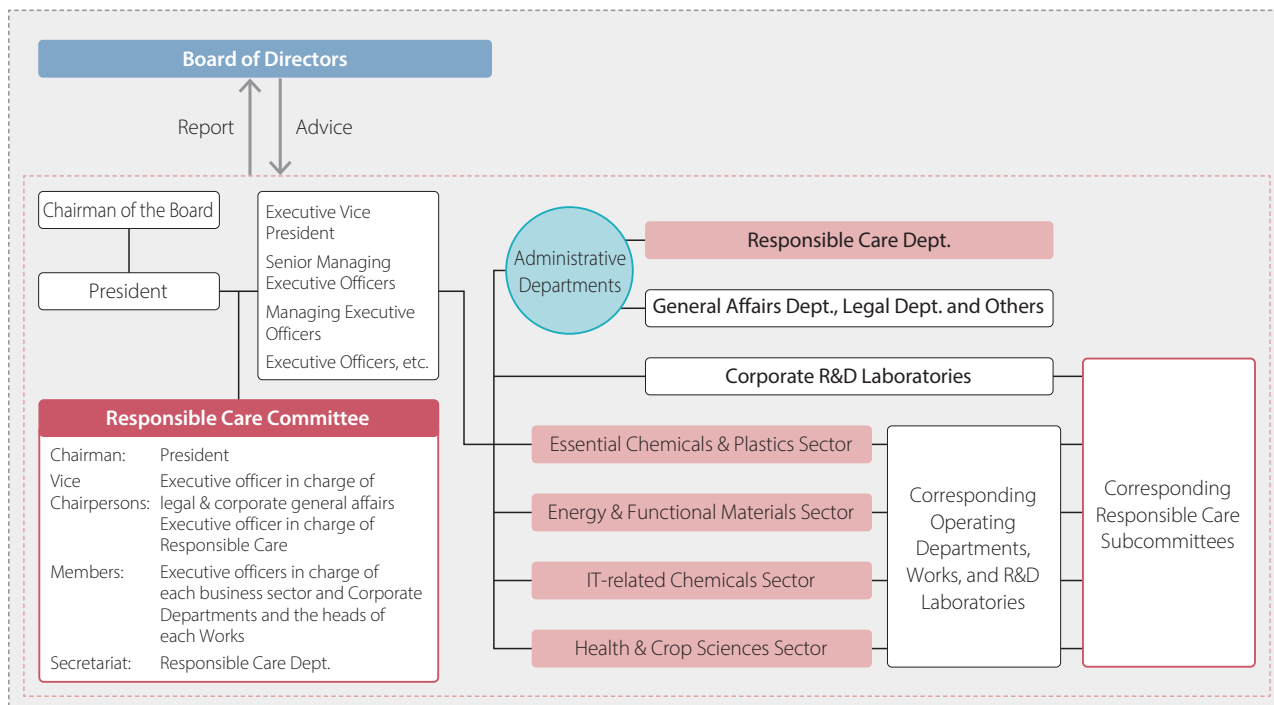 Board of Directors
Report
Advice
Chairman of the Board
President
Executive Vice
President
Senior Managing
Executive Officers
Managing Executive
Officers
Executive Officers, etc.
Responsible Care Committee
Chairman: President
Vice Executive officer in charge of
Chairpersons: legal & corporate general affairs
Executive officer in charge of
Responsible Care
Members: Executive officers in charge of
each business sector and Corporate
Departments and the heads of
each Works
Secretariat: Responsible Care Dept.
Administrative
Departments
Responsible Care Dept.
General Affairs Dept., Legal Dept. and Others
Corporate R&D Laboratories
Essential Chemicals & Plastics Sector
Energy & Functional Materials Sector
IT-related Chemicals Sector
Health & Crop Sciences Sector
Corresponding
Operating
Departments,
Works, and R&D
Laboratories
Corresponding
Responsible Care
Subcommittees